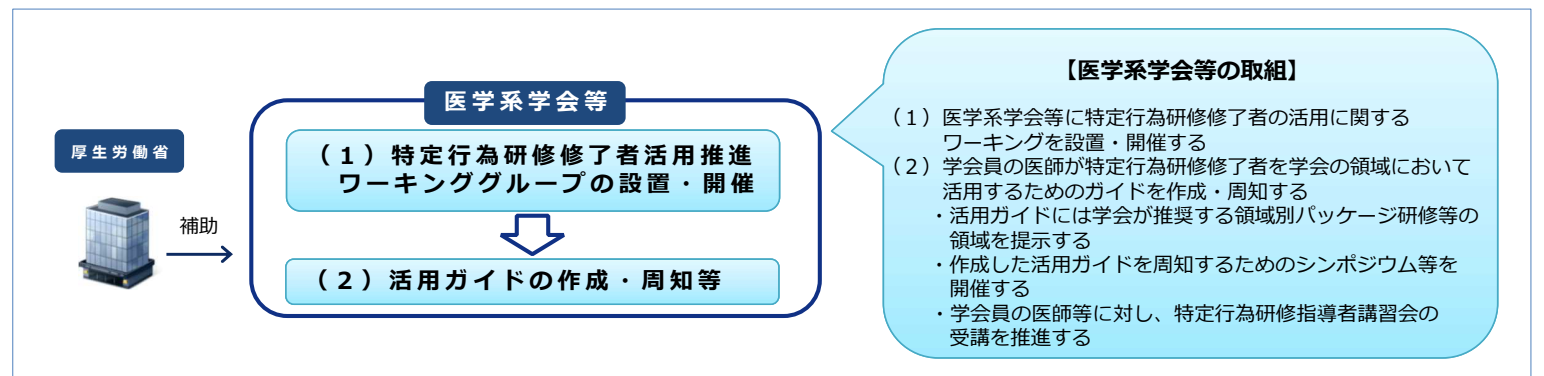 厚生労働省
補助
医学系学会等
（１）特定行為研修修了者活用推進
ワーキンググループの設置・開催
（２）活用ガイドの作成・周知等
【医学系学会等の取組】
（１）医学系学会等に特定行為研修修了者の活用に関する
ワーキングを設置・開催する
（２）学会員の医師が特定行為研修修了者を学会の領域において
活用するためのガイドを作成・周知する
・活用ガイドには学会が推奨する領域別パッケージ研修等の
領域を提示する
・作成した活用ガイドを周知するためのシンポジウム等を
開催する
・学会員の医師等に対し、特定行為研修指導者講習会の
受講を推進する